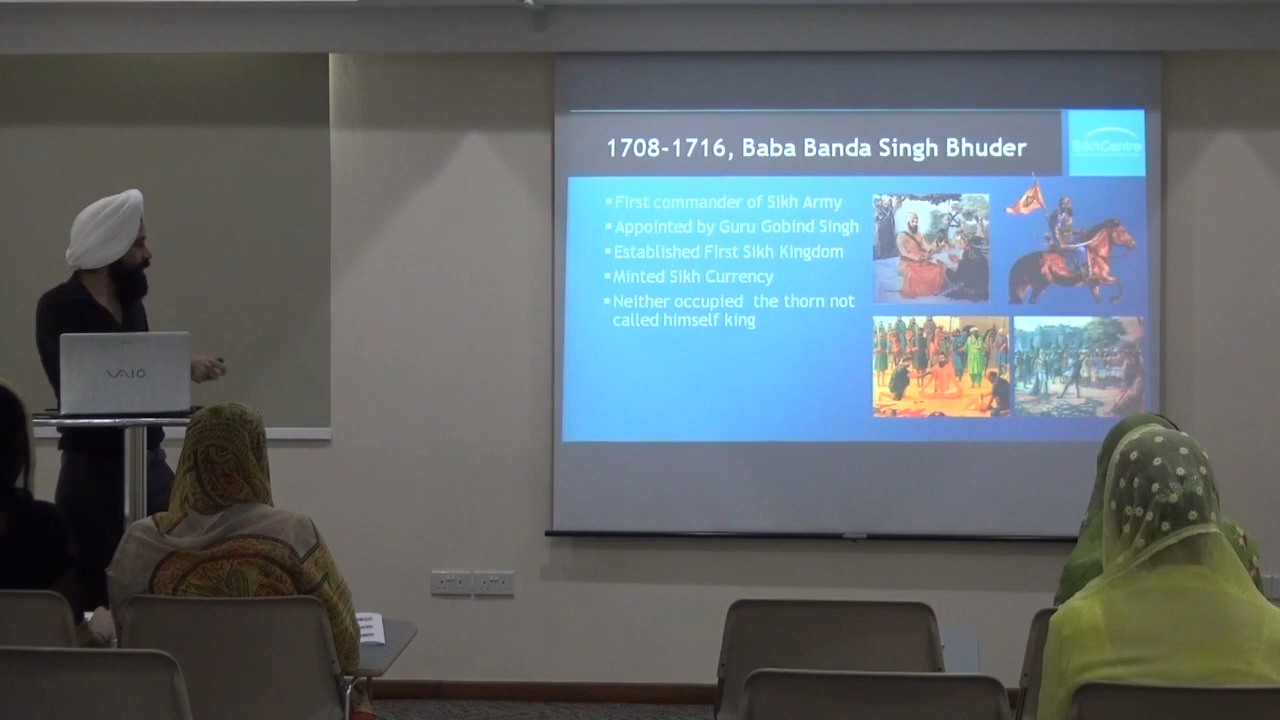 1708-1716, Baba Banda Singh Bhuder
SikhCentre
▪First commander of Sikh Army
▪Appointed by Guru Gobind Singh
▪Established First Sikh Kingdom
▪Minted Sikh Currency
▪Neither occupied the thorn not
called himself king
VAIO